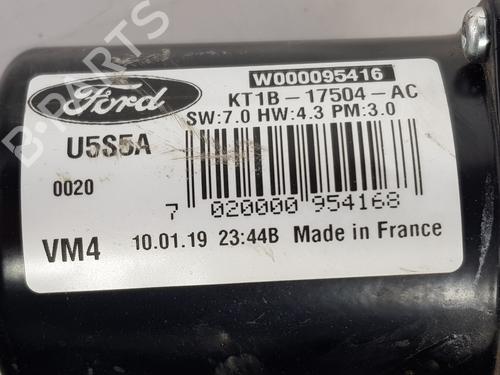 W000095416
Ford
KT1B-17504-AC
SW:7.0 HW:4.3 PM:3.0
U5S5A
0020
7 020000 954168
VM4 10.01.19 23:44B Made in France
B-PARTS